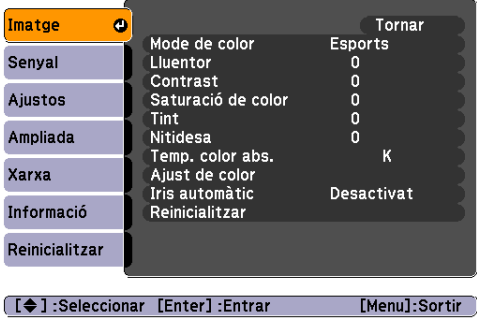 Imatge
Senyal
Ajustos
Ampliada
Xarxa
Informació
Reinicialitzar
Tornar
Mode de color Esports
Lluentor 0
Contrast 0
Saturació de color 0
Tint 0
Nitidesa 0
Temp. color abs. K
Ajust de color
Iris automàtic Desactivat
Reinicialitzar
[ ] :Seleccionar [Enter] :Entrar [Menu]:Sortir